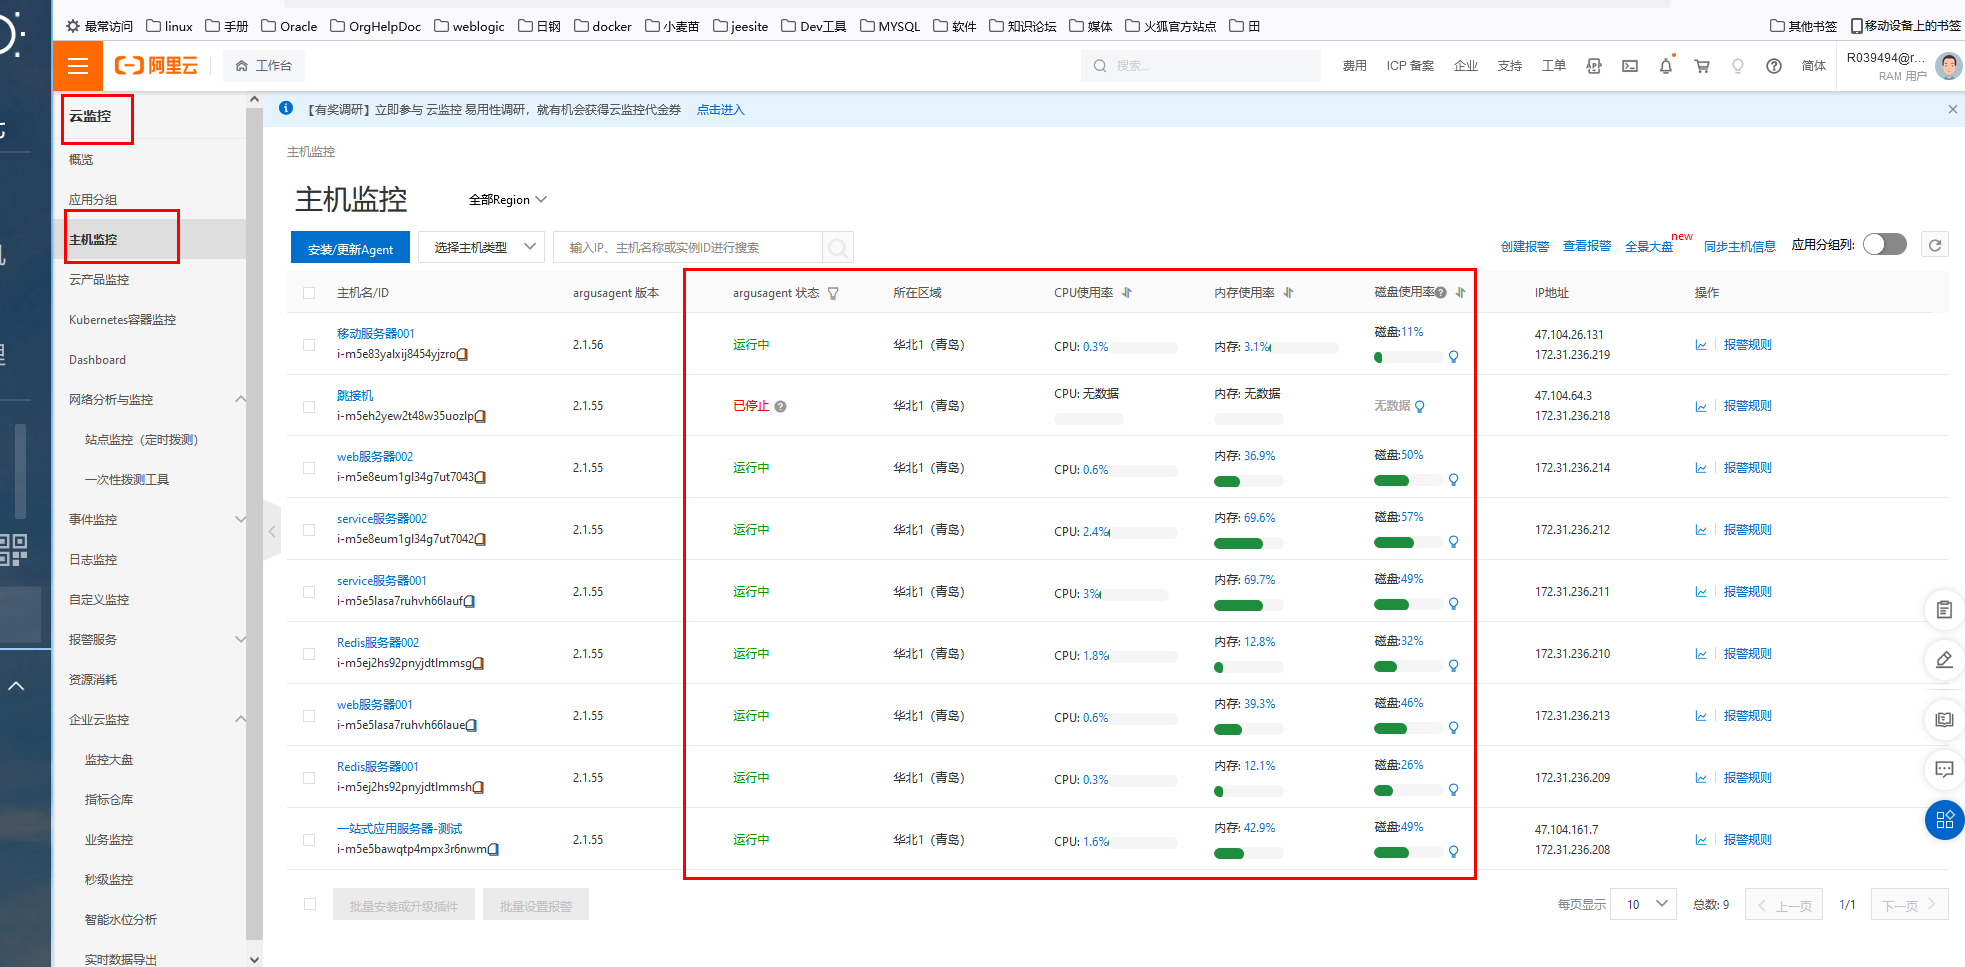 最常访问 linux 手册 Oracle OrgHelpDoc weblogic 日钢 docker 小麦苗 jeesite Dev工具 MYSQL 软件 知识论坛 媒体 火狐官方站点 田 其他书签 移动设备上的书签
阿里云 工作台 搜索... 费用 ICP 备案 企业 支持 工单 简体 R039494@r... RAM 用户
云监控
概览
应用分组
主机监控
云产品监控
Kubernetes容器监控
Dashboard
网络分析与监控
站点监控（定时拨测）
一次性拨测工具
事件监控
日志监控
自定义监控
报警服务
资源消耗
企业云监控
监控大盘
指标仓库
业务监控
秒级监控
智能水位分析
实时数据导出
【有奖调研】立即参与 云监控 易用性调研，就有机会获得云监控代金券 点击进入
主机监控
主机监控 全部Region
安装/更新Agent 选择主机类型 输入IP、主机名称或实例ID进行搜索 创建报警 查看报警 全景大盘 new 同步主机信息 应用分组列:
主机名/ID argusagent 版本 argusagent 状态 所在区域 CPU使用率 内存使用率 磁盘使用率 IP地址 操作
移动服务器001
i-m5e83yalxij8454yjzro 2.1.56 运行中 华北1（青岛） CPU: 0.3% 内存: 3.1% 磁盘:11% 47.104.26.131
172.31.236.219 报警规则
跳接机
i-m5eh2yew2t48w35uozlp 2.1.55 已停止 华北1（青岛） CPU: 无数据 内存: 无数据 无数据 47.104.64.3
172.31.236.218 报警规则
web服务器002
i-m5e8eum1gl34g7ut7043 2.1.55 运行中 华北1（青岛） CPU: 0.6% 内存: 36.9% 磁盘:50% 172.31.236.214 报警规则
service服务器002
i-m5e8eum1gl34g7ut7042 2.1.55 运行中 华北1（青岛） CPU: 2.4% 内存: 69.6% 磁盘:57% 172.31.236.212 报警规则
service服务器001
i-m5e5lasa7ruhvh66lauf 2.1.55 运行中 华北1（青岛） CPU: 3% 内存: 69.7% 磁盘:49% 172.31.236.211 报警规则
Redis服务器002
i-m5ej2hs92pnyjdtlmmsg 2.1.55 运行中 华北1（青岛） CPU: 1.8% 内存: 12.8% 磁盘:32% 172.31.236.210 报警规则
web服务器001
i-m5e5lasa7ruhvh66laue 2.1.55 运行中 华北1（青岛） CPU: 0.6% 内存: 39.3% 磁盘:46% 172.31.236.213 报警规则
Redis服务器001
i-m5ej2hs92pnyjdtlmmsh 2.1.55 运行中 华北1（青岛） CPU: 0.3% 内存: 12.1% 磁盘:26% 172.31.236.209 报警规则
一站式应用服务器-测试
i-m5e5bawqtp4mpx3r6nwm 2.1.55 运行中 华北1（青岛） CPU: 1.6% 内存: 42.9% 磁盘:49% 47.104.161.7
172.31.236.208 报警规则
批量安装或升级插件 批量设置报警 每页显示 10 总数: 9 上一页 1/1 下一页